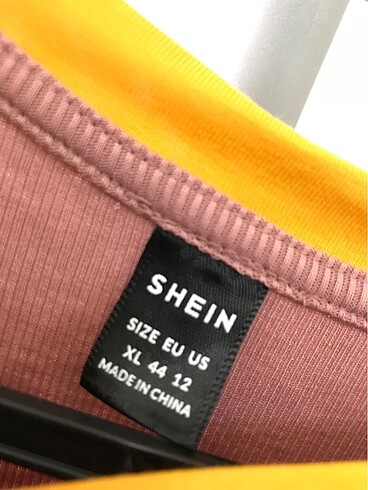 SHEIN
SIZE EU US
XL 44 12
MADE IN CHINA